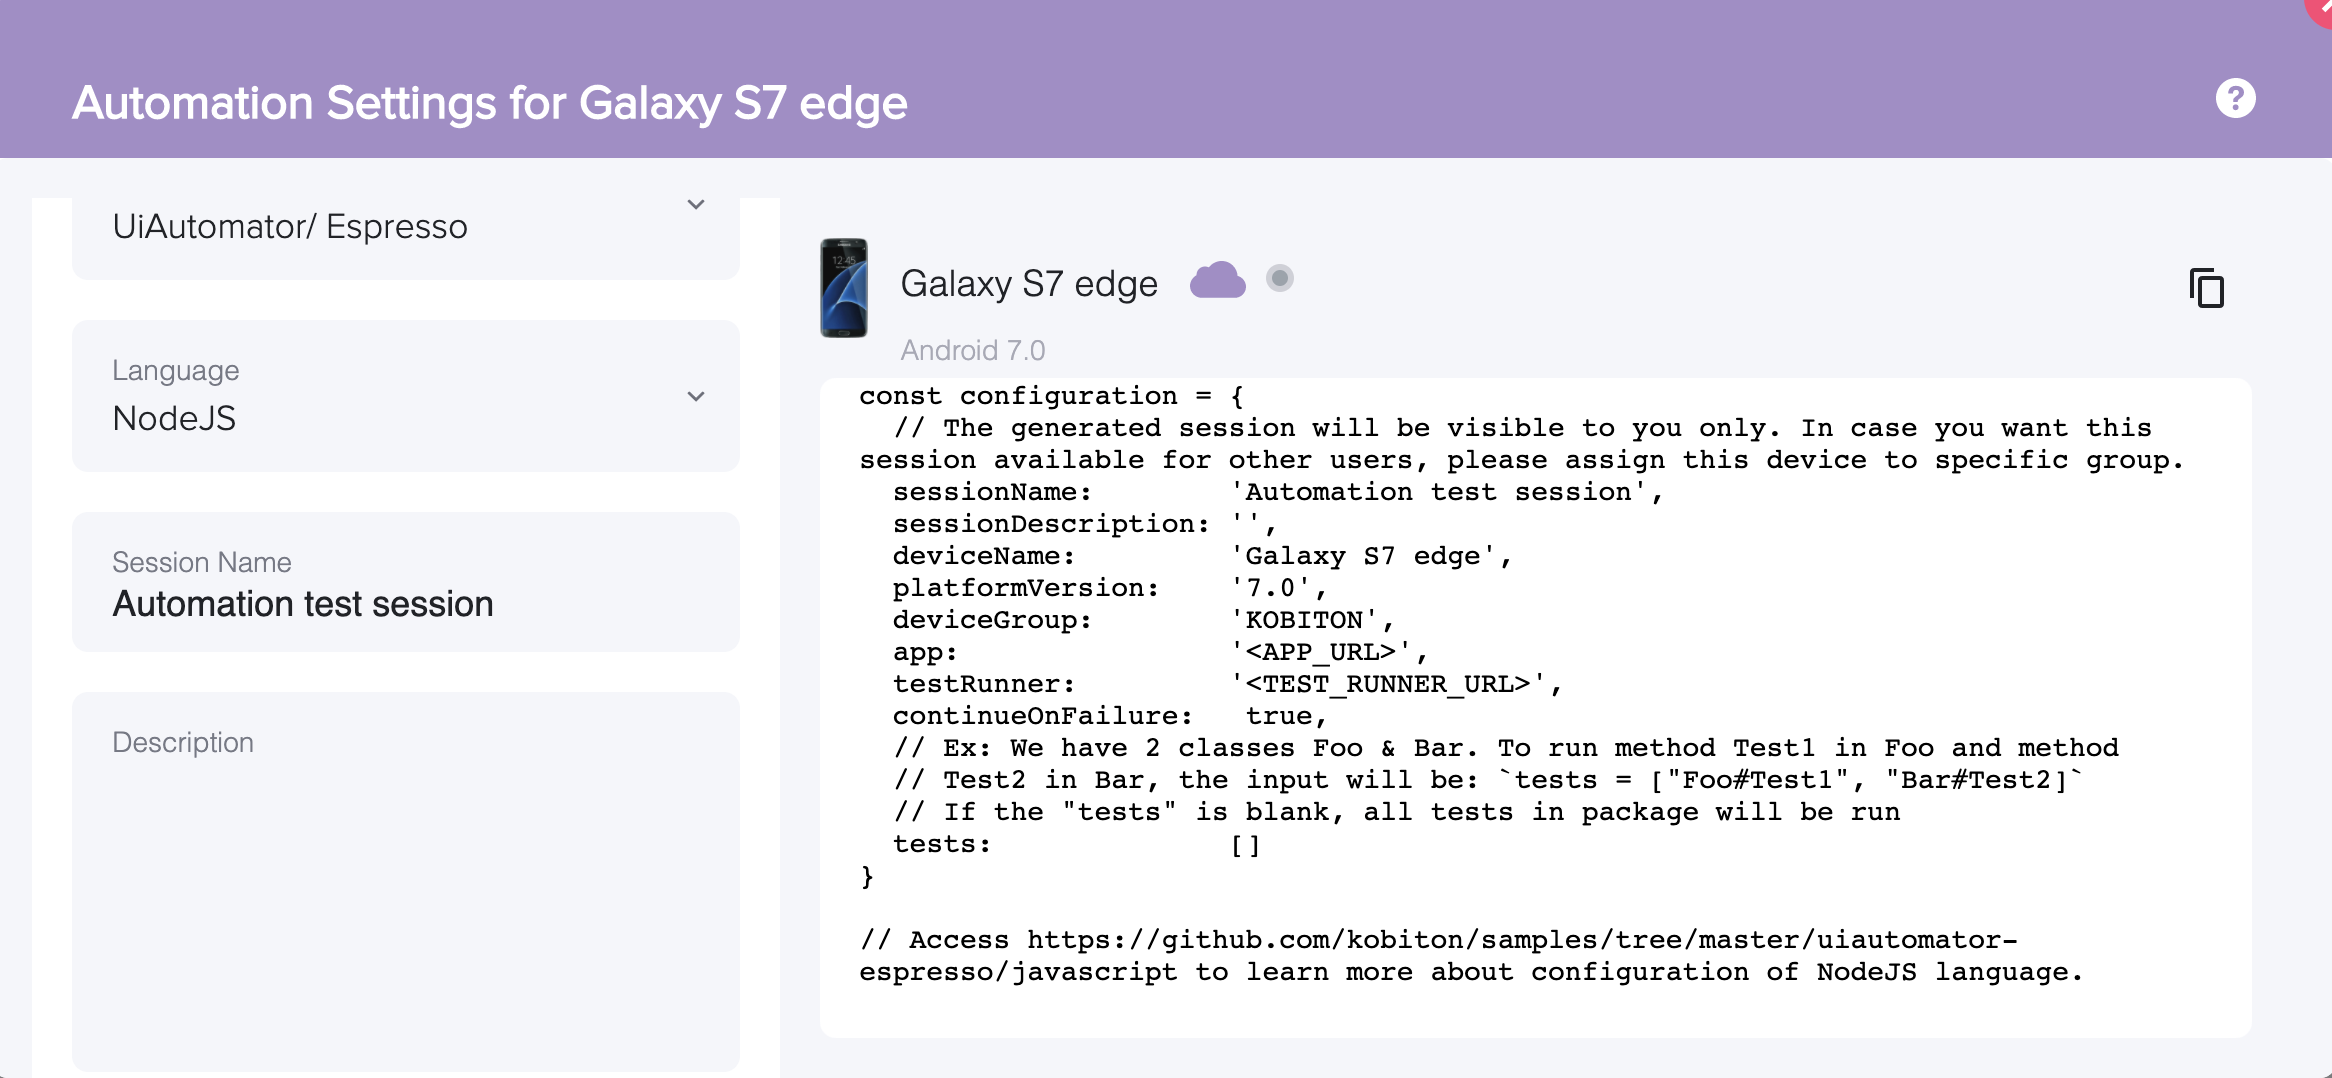 Automation Settings for Galaxy S7 edge
?
UiAutomator/ Espresso
Language
NodeJS
Session Name
Automation test session
Description
12:45
Galaxy S7 edge
Android 7.0
const configuration = {
  // The generated session will be visible to you only. In case you want this
session available for other users, please assign this device to specific group.
  sessionName:        'Automation test session',
  sessionDescription: '',
  deviceName:         'Galaxy S7 edge',
  platformVersion:    '7.0',
  deviceGroup:        'KOBITON',
  app:                '<APP_URL>',
  testRunner:         '<TEST_RUNNER_URL>',
  continueOnFailure:   true,
  // Ex: We have 2 classes Foo & Bar. To run method Test1 in Foo and method
  // Test2 in Bar, the input will be: `tests = ["Foo#Test1", "Bar#Test2]`
  // If the "tests" is blank, all tests in package will be run
  tests:              []
}
// Access https://github.com/kobiton/samples/tree/master/uiautomator-
espresso/javascript to learn more about configuration of NodeJS language.